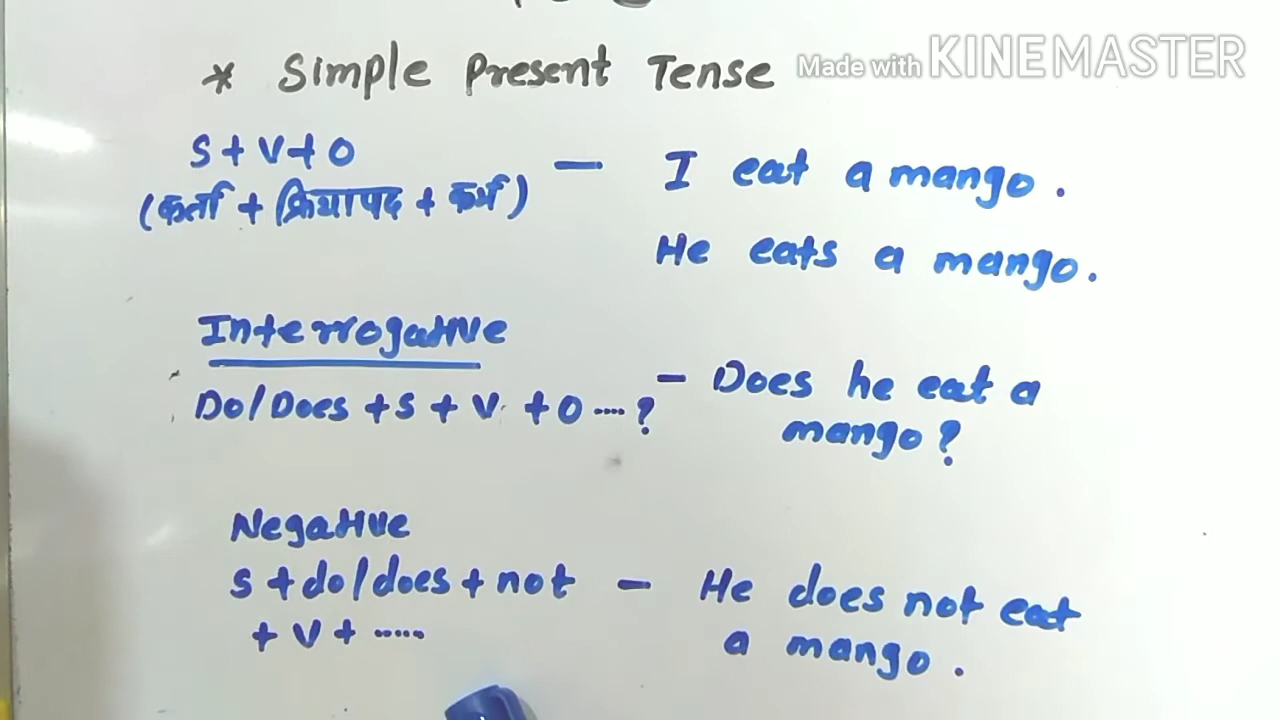 * Simple Present Tense
Made with KINEMASTER
S + V + O
(कर्ता + क्रियापद + कर्म)
– I eat a mango.
He eats a mango.
Interrogative
Do/Does + S + V + O ....?
– Does he eat a
mango?
Negative
S + do/does + not
+ V + .....
– He does not eat
a mango.